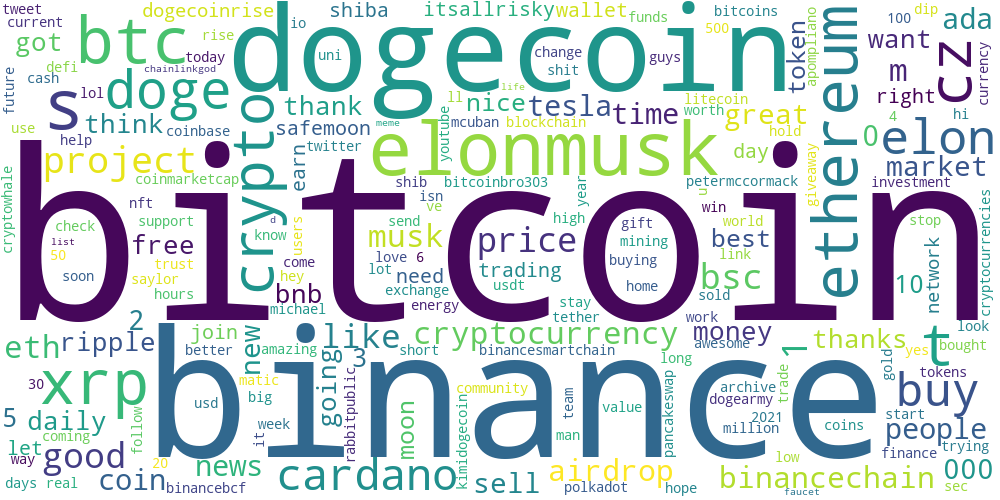 tweet
current
dogecoinrise
shiba
itsallrisky
wallet
funds
bitcoins
100
dip
ada
got
btc
rise
io
dogecoin
500
token
apompliano
want
future
defi
today
uni
change
guys
cz
currency
cash
chainlinkgod
shit
m
lol
doge
life
litecoin
ethereum
right
s
thank
nice
tesla
time
worth
great
4
hi
use
think
coinbase
safemoon
meme
youtube
ll
mcuban
blockchain
hold
0
elon
help
crypto
twitter
elonmusk
day
giveaway
market
project
earn
coinmarketcap
shib
bitcoinbro303
year
petermccormack
investment
cryptowhale
nft
d
isn
ve
u
win
bitcoin
check
support
users
send
high
gift
world
stop
cryptocurrencies
list
free
know
musk
price
mining
best
50
love
6
buying
link
network
soon
trust
hey
come
lot
need
trading
bsc
saylor
exchange
usdt
home
sold
10
hours
bnb
energy
stay
michael
tether
work
2
join
like
cryptocurrency
money
thanks
look
eth
ripple
new
better
amazing
going
3
short
binancesmartchain
awesome
1
t
bought
long
gold
yes
30
xrp
matic
binance
rabbitpublic
community
pancakeswap
archive
trade
tokens
buy
5
daily
follow
usd
big
moon
kimidogecoin
team
value
dogearmy
2021
start
coming
it
week
man
million
coins
people
let
trying
way
good
20
news
airdrop
low
finance
000
days
real
coin
binancebcf
cardano
sell
polkadot
hope
binancechain
faucet
sec